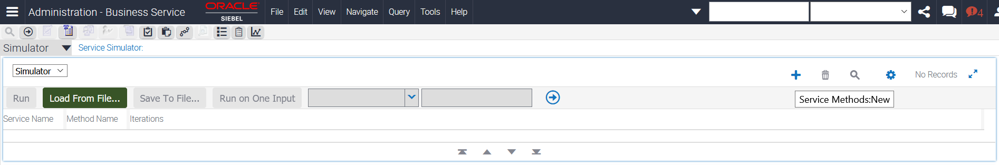 Administration - Business Service
ORACLE
SIEBEL
File Edit View Navigate Query Tools Help
4
Simulator
Service Simulator:
Simulator
No Records
Run Load From File... Save To File... Run on One Input
Service Methods:New
Service Name Method Name Iterations